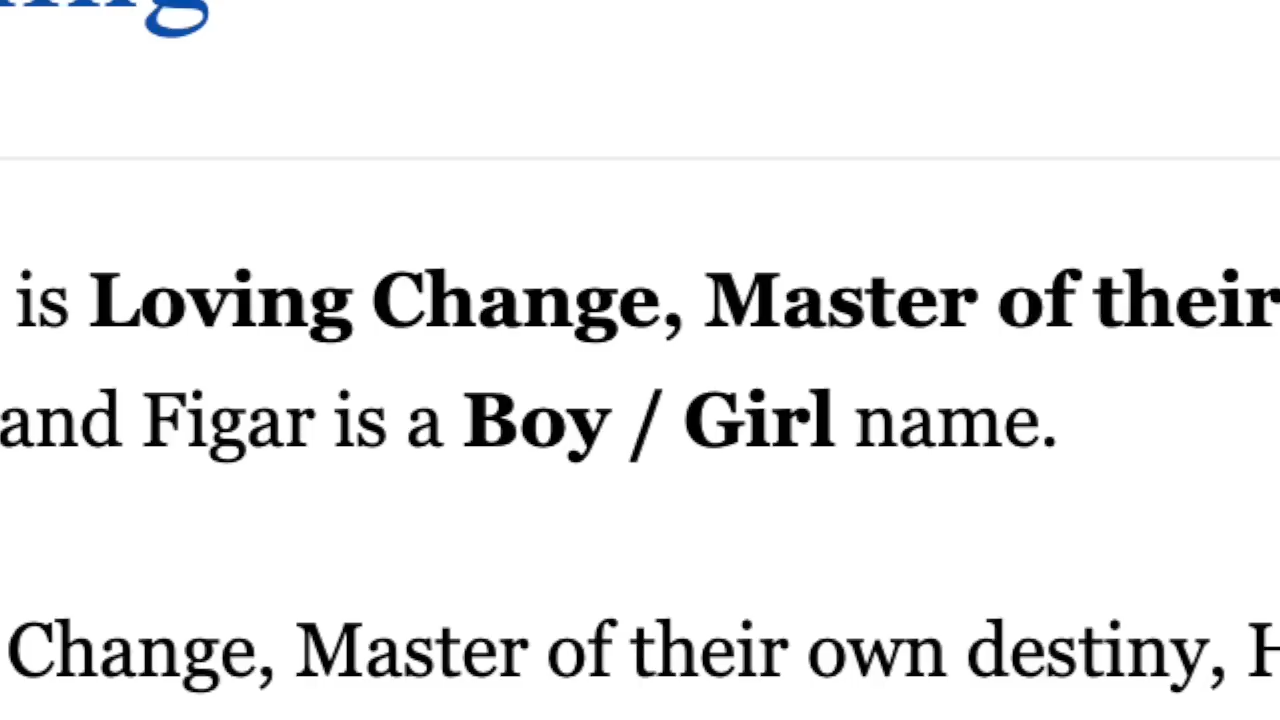 is Loving Change, Master of their
and Figar is a Boy / Girl name.
Change, Master of their own destiny,